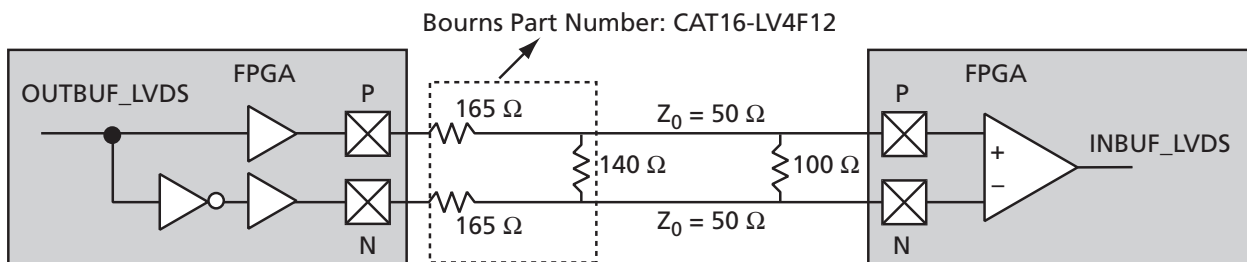 Bourns Part Number: CAT16-LV4F12
FPGA
FPGA
OUTBUF_LVDS
P
165 Ω
Z0 = 50 Ω
P
140 Ω
100 Ω
+
−
INBUF_LVDS
N
165 Ω
Z0 = 50 Ω
N